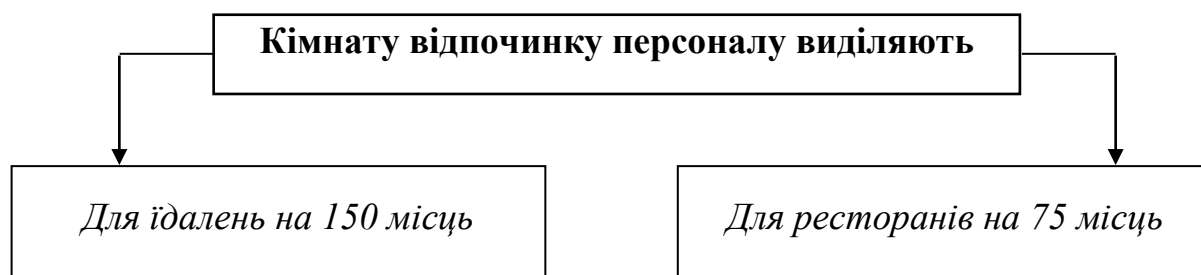 Кімнату відпочинку персоналу виділяють
Для їдалень на 150 місць
Для ресторанів на 75 місць